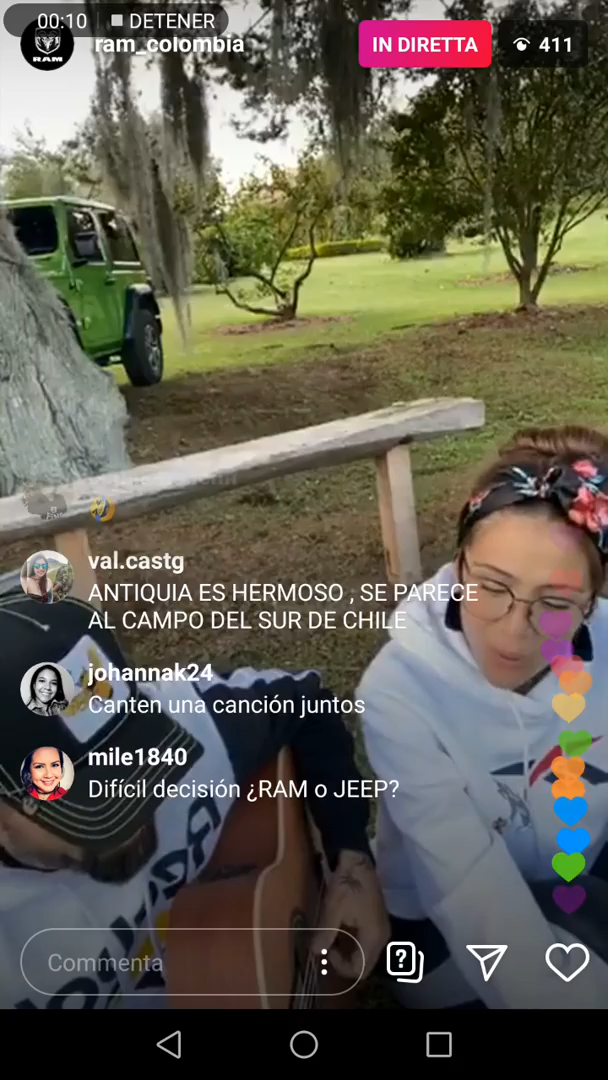 00:10 DETENER
RAM
ram_colombia
IN DIRETTA
411
val.castg
ANTIQUIA ES HERMOSO , SE PARECE
AL CAMPO DEL SUR DE CHILE
johannak24
Canten una canción juntos
mile1840
Difícil decisión ¿RAM o JEEP?
Commenta